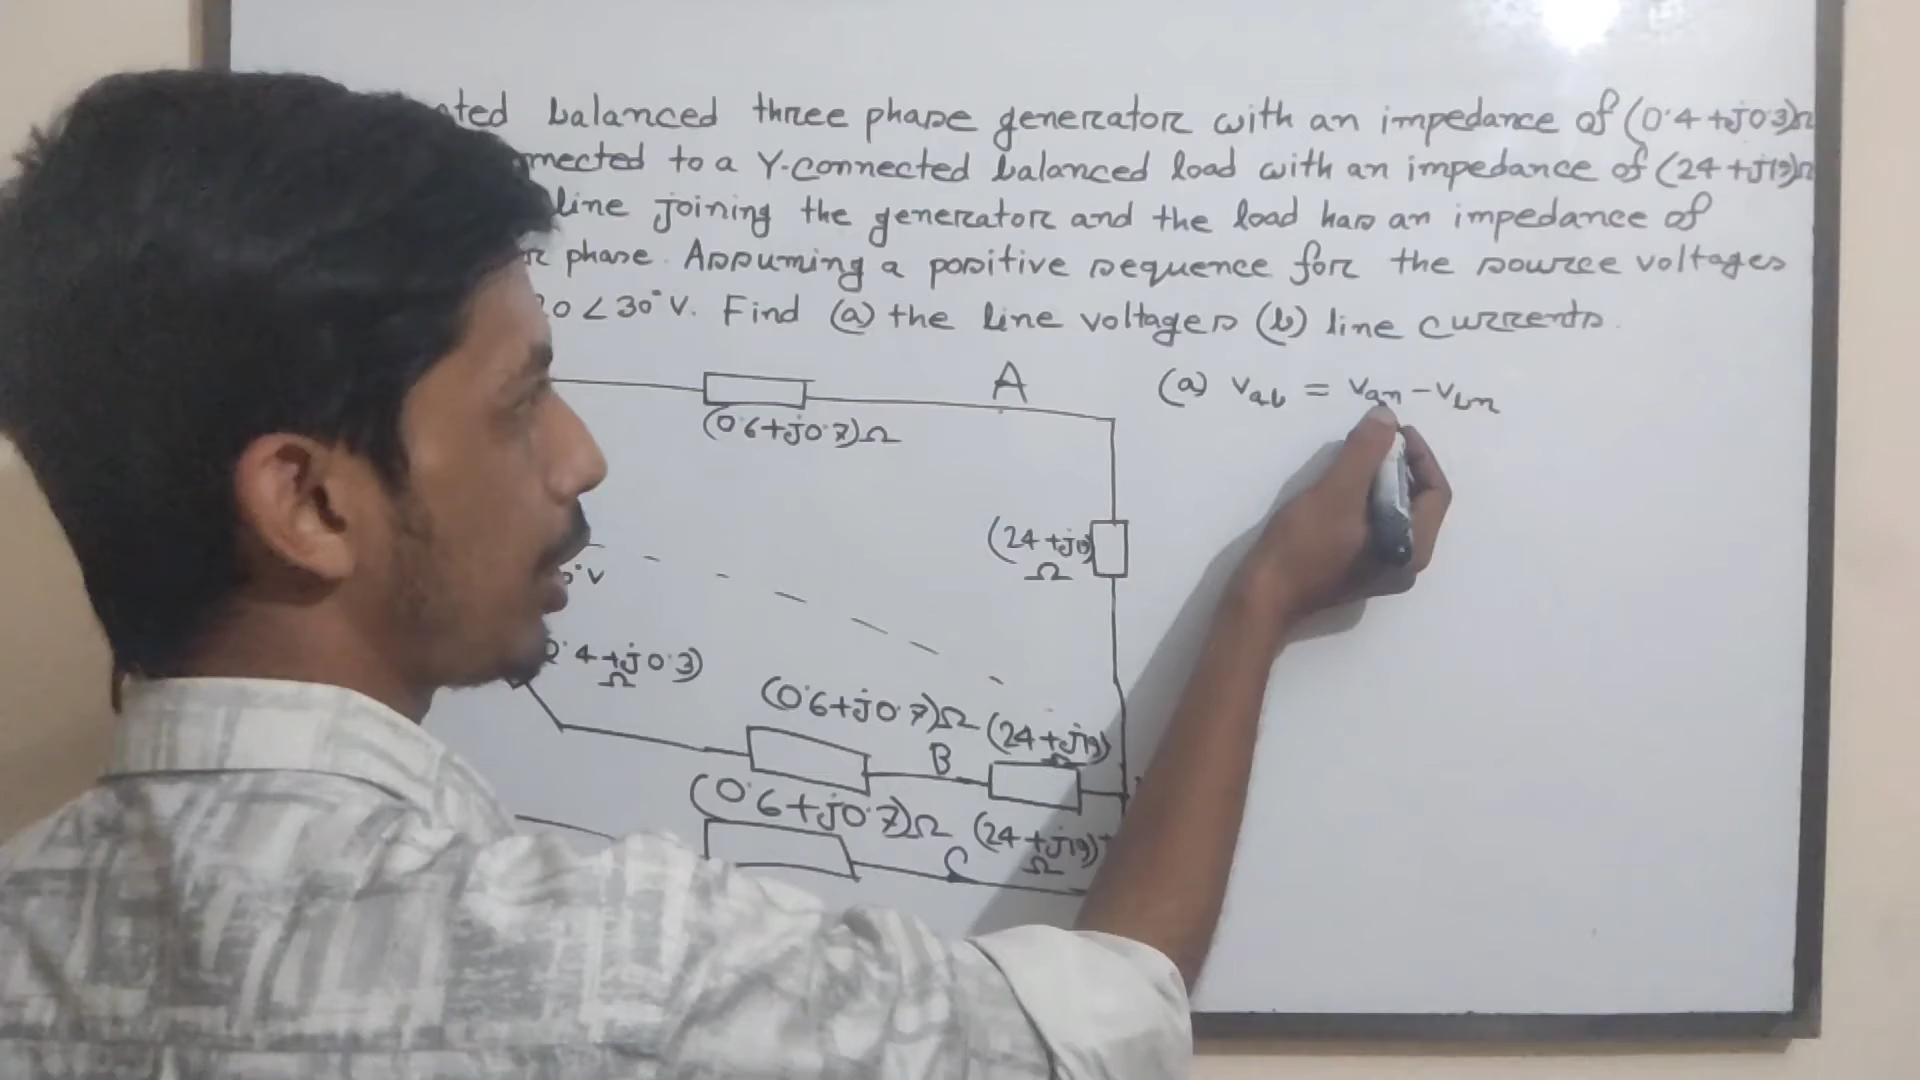 balanced three phase generator with an impedance of (0.4+j0.3)Ω
to a Y-connected balanced load with an impedance of (24+j19)Ω
line joining the generator and the load has an impedance of
phase. Assuming a positive sequence for the source voltages
0∠30°V. Find (a) the line voltages (b) line currents.
A
(a) Vab = Van-Vbn
(0.6+j0.7)Ω
(24+j19)
Ω
°V
0.4+j0.3)
Ω
(0.6+j0.7)Ω
(24+j19)
Ω
B
(0.6+j0.7)Ω
(24+j19)
Ω
C